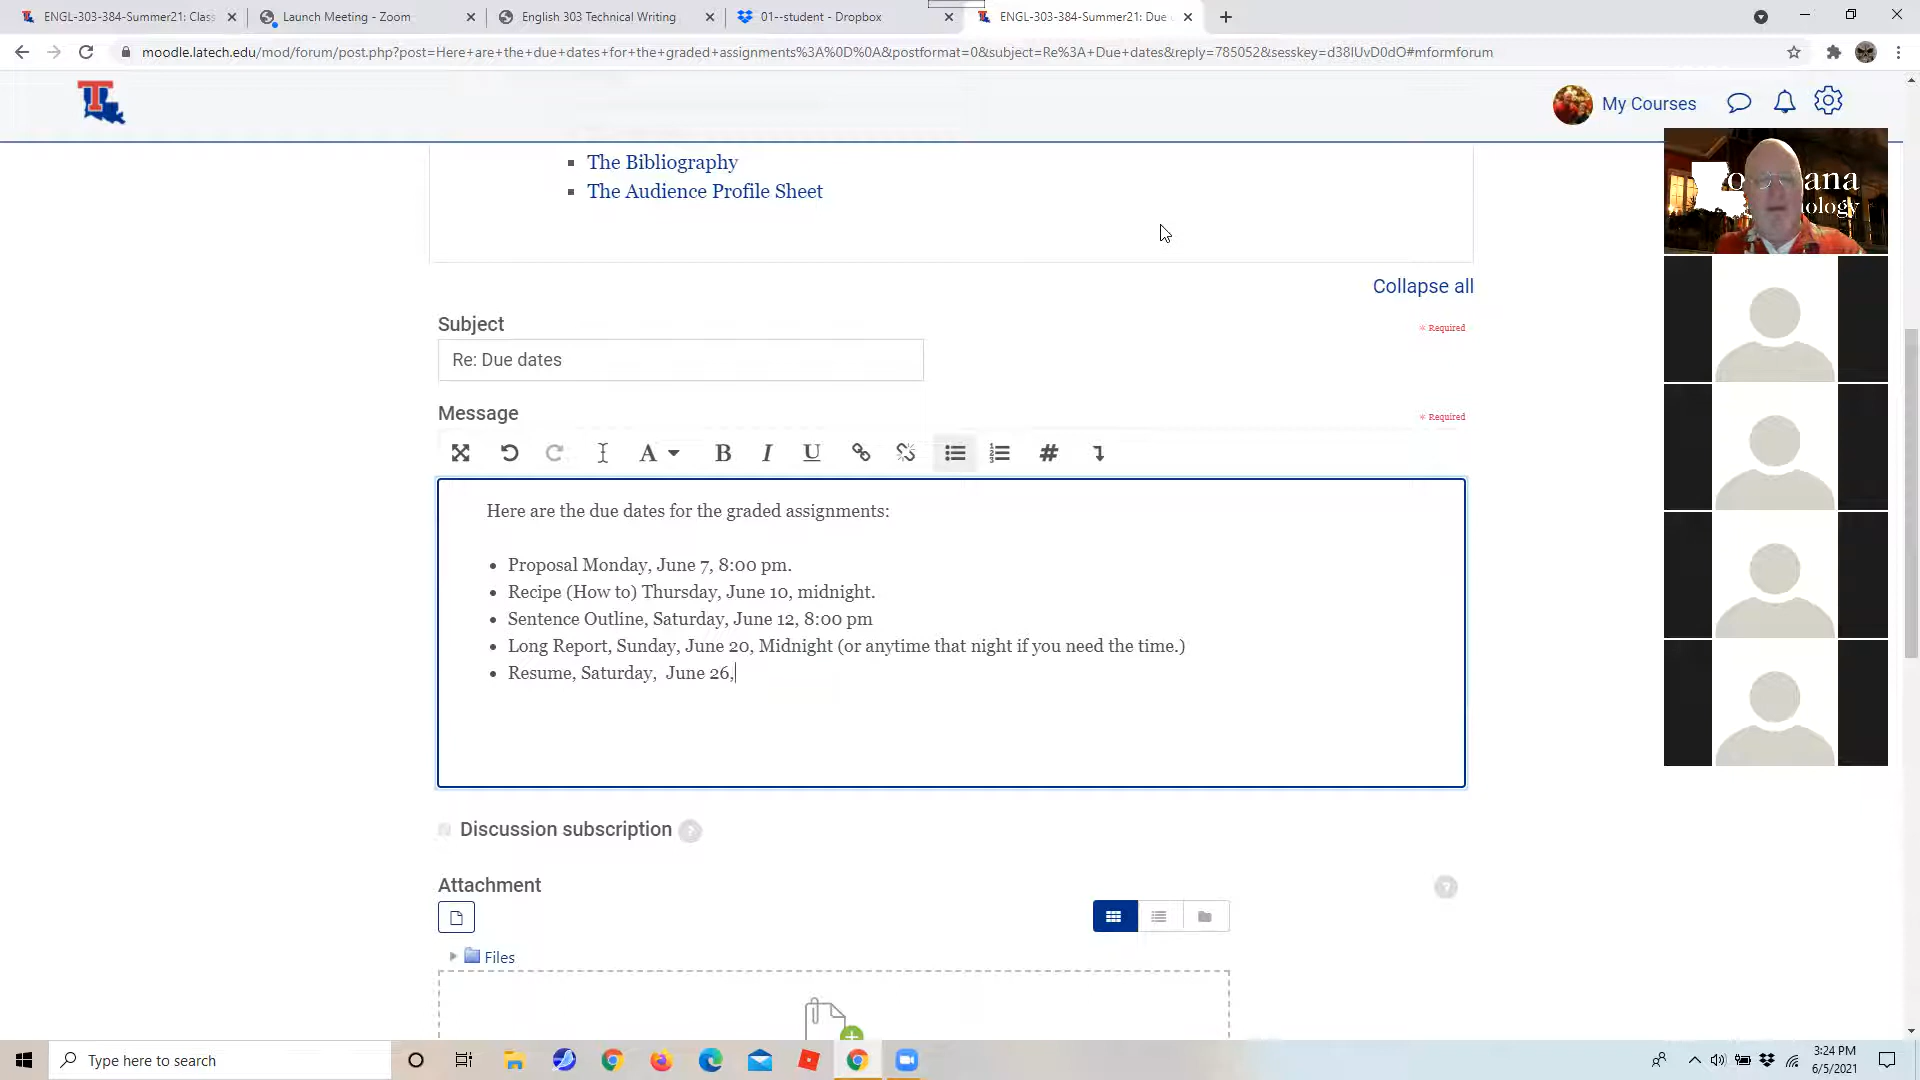 ENGL-303-384-Summer21: Class
Launch Meeting - Zoom
English 303 Technical Writing
01--student - Dropbox
ENGL-303-384-Summer21: Due
moodle.latech.edu/mod/forum/post.php?post=Here+are+the+due+dates+for+the+graded+assignments%3A%0D%0A&postformat=0&subject=Re%3A+Due+dates&reply=785052&sesskey=d38IUvD0dO#mformforum
My Courses
The Bibliography
The Audience Profile Sheet
Collapse all
Subject
* Required
Re: Due dates
Message
* Required
A
B I U
#
Here are the due dates for the graded assignments:
• Proposal Monday, June 7, 8:00 pm.
• Recipe (How to) Thursday, June 10, midnight.
• Sentence Outline, Saturday, June 12, 8:00 pm
• Long Report, Sunday, June 20, Midnight (or anytime that night if you need the time.)
• Resume, Saturday,  June 26,
Discussion subscription ?
Attachment
?
Files
Type here to search
3:24 PM
6/5/2021